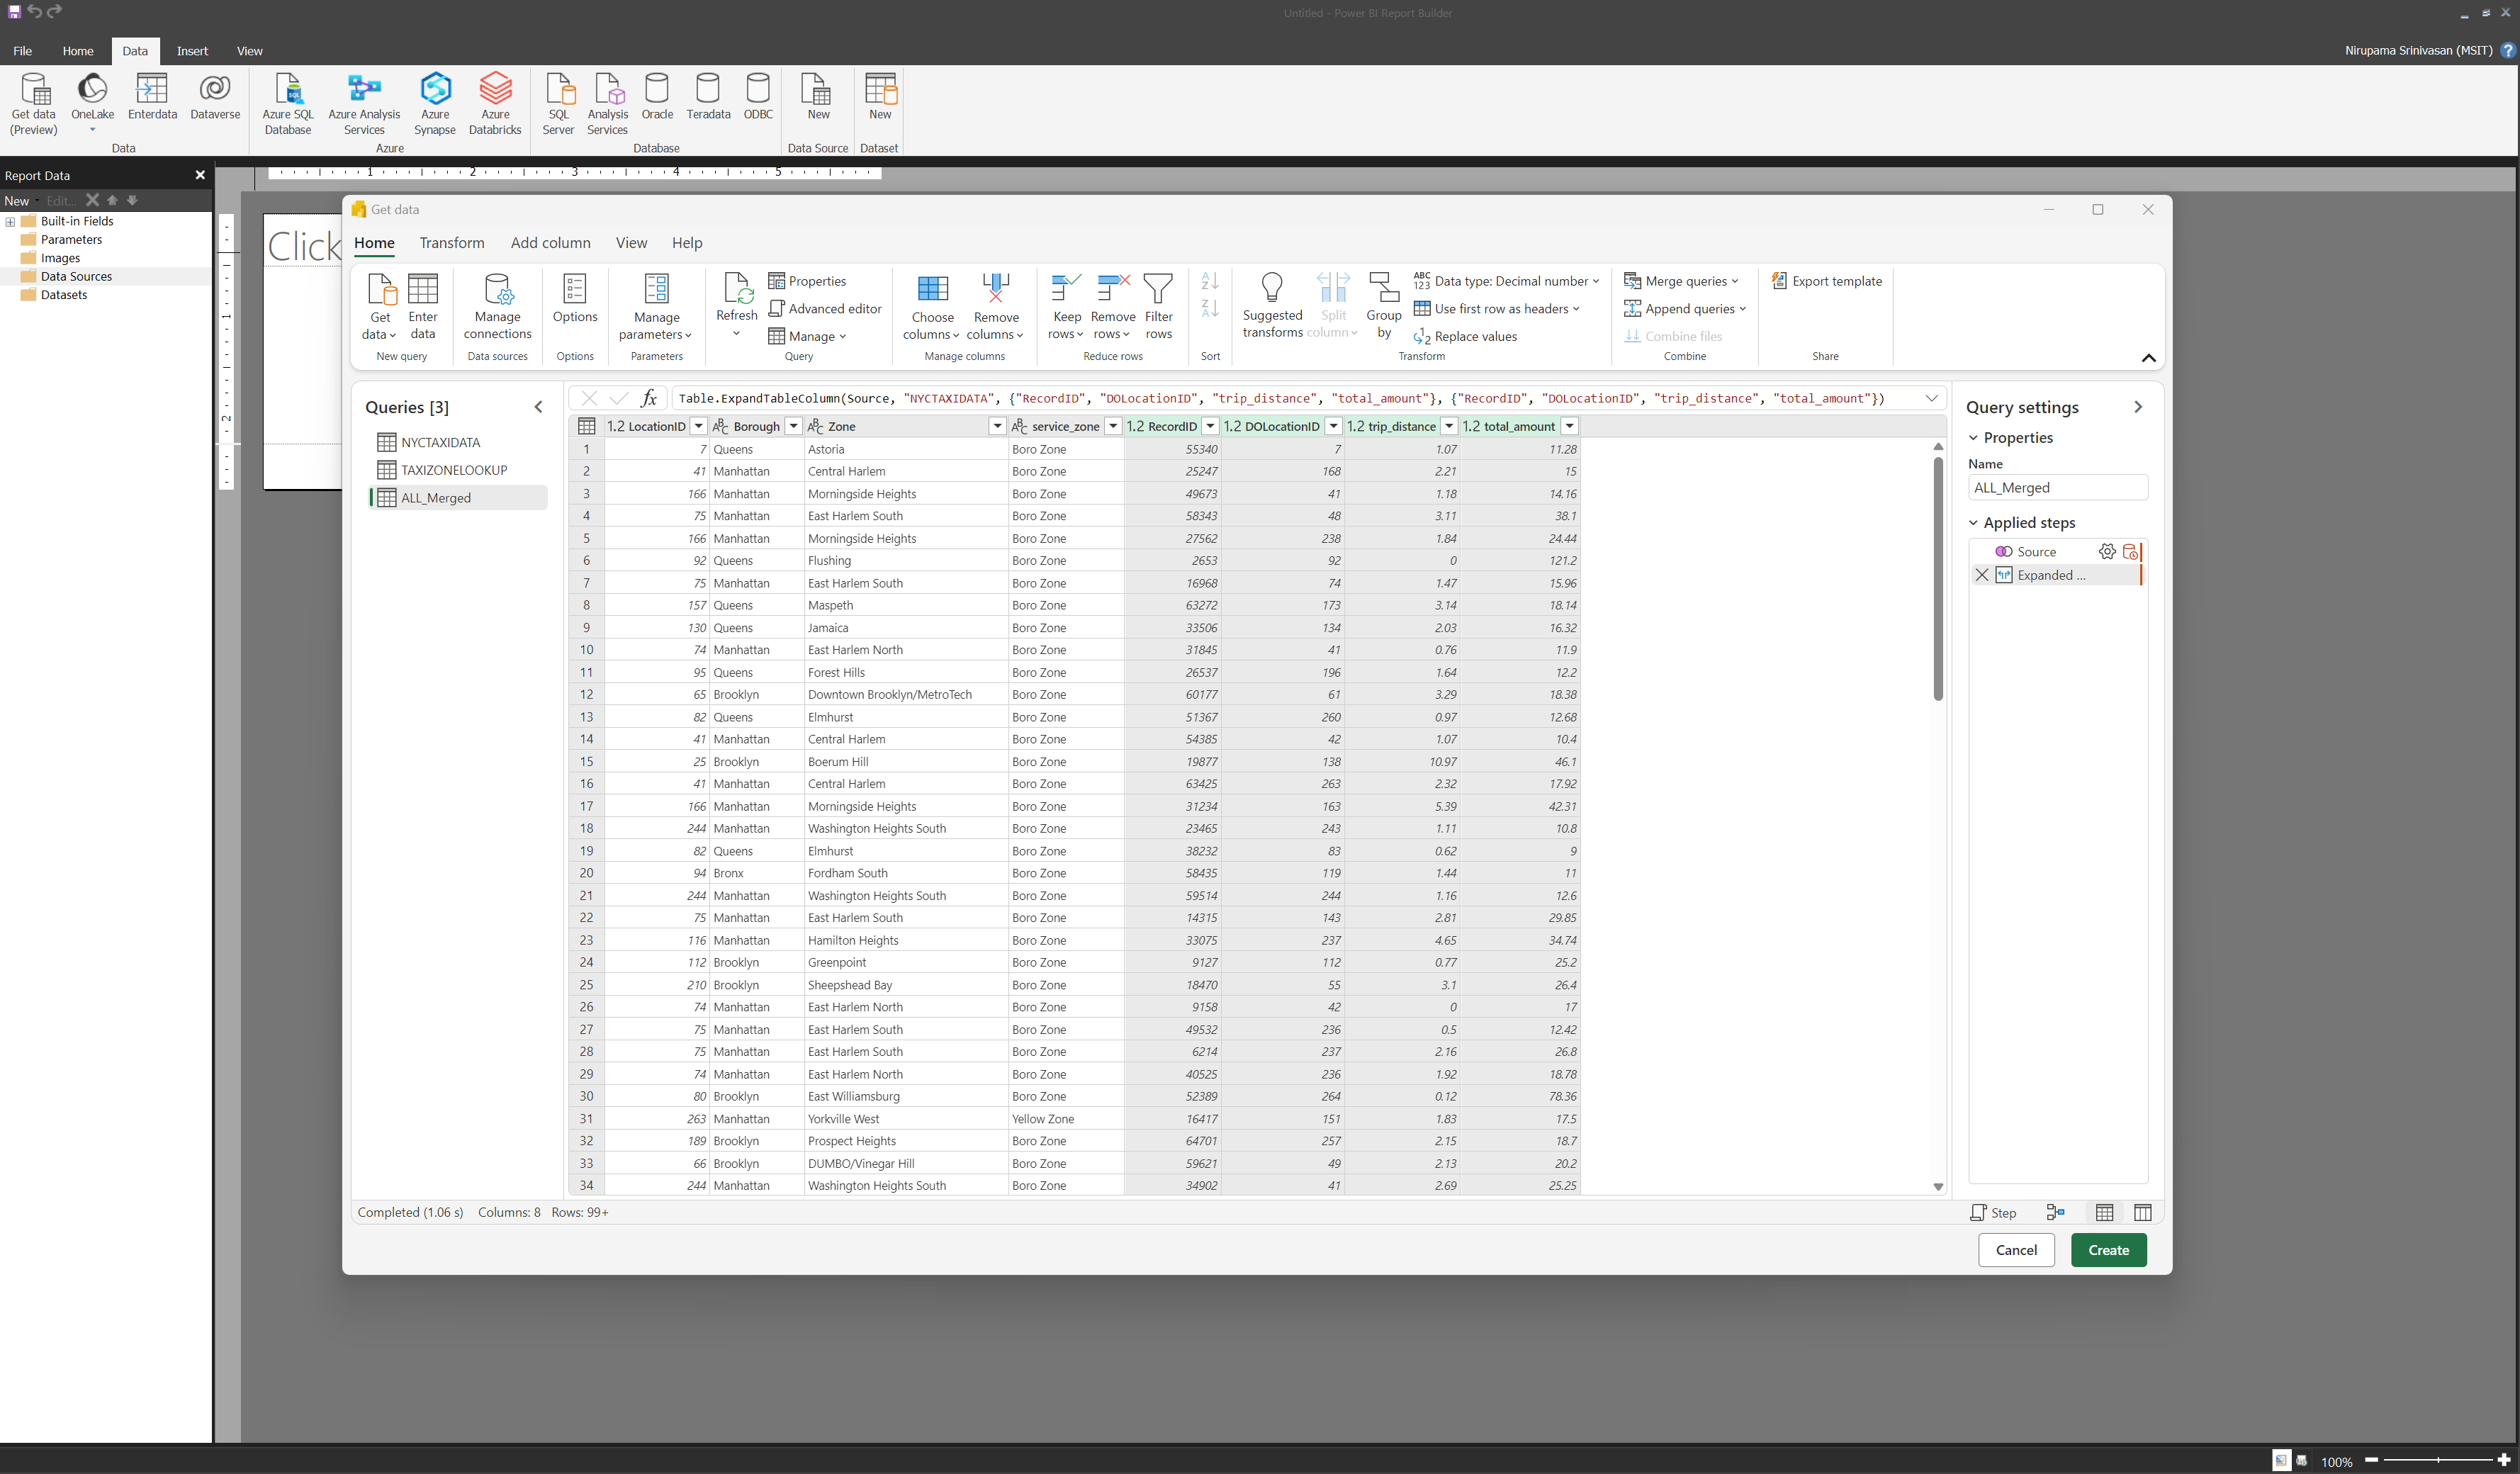 Untitled - Power BI Report Builder
File Home Data Insert View
Nirupama Srinivasan (MSIT)
Get data (Preview)
OneLake
Enterdata
Dataverse
Data
Azure SQL Database
Azure Analysis Services
Azure Synapse
Azure Databricks
Azure
SQL Server
Analysis Services
Oracle
Teradata
ODBC
Database
New
Data Source
New
Dataset
Report Data
New Edit...
Built-in Fields
Parameters
Images
Data Sources
Datasets
1 2 3 4 5
1
2
Click
Get data
Home Transform Add column View Help
Get data
Enter data
New query
Manage connections
Data sources
Options
Options
Manage parameters
Parameters
Refresh
Properties
Advanced editor
Manage
Query
Choose columns
Remove columns
Manage columns
Keep rows
Remove rows
Filter rows
Reduce rows
Sort
Suggested transforms
Split column
Group by
Data type: Decimal number
Use first row as headers
Replace values
Transform
Merge queries
Append queries
Combine files
Combine
Export template
Share
Queries [3]
NYCTAXIDATA
TAXIZONELOOKUP
ALL_Merged
fx Table.ExpandTableColumn(Source, "NYCTAXIDATA", {"RecordID", "DOLocationID", "trip_distance", "total_amount"}, {"RecordID", "DOLocationID", "trip_distance", "total_amount"})
1.2 LocationID ABC Borough ABC Zone ABC service_zone 1.2 RecordID 1.2 DOLocationID 1.2 trip_distance 1.2 total_amount
1 7 Queens Astoria Boro Zone 55340 7 1.07 11.28
2 41 Manhattan Central Harlem Boro Zone 25247 168 2.21 15
3 166 Manhattan Morningside Heights Boro Zone 49673 41 1.18 14.16
4 75 Manhattan East Harlem South Boro Zone 58343 48 3.11 38.1
5 166 Manhattan Morningside Heights Boro Zone 27562 238 1.84 24.44
6 92 Queens Flushing Boro Zone 2653 92 0 121.2
7 75 Manhattan East Harlem South Boro Zone 16968 74 1.47 15.96
8 157 Queens Maspeth Boro Zone 63272 173 3.14 18.14
9 130 Queens Jamaica Boro Zone 33506 134 2.03 16.32
10 74 Manhattan East Harlem North Boro Zone 31845 41 0.76 11.9
11 95 Queens Forest Hills Boro Zone 26537 196 1.64 12.2
12 65 Brooklyn Downtown Brooklyn/MetroTech Boro Zone 60177 61 3.29 18.38
13 82 Queens Elmhurst Boro Zone 51367 260 0.97 12.68
14 41 Manhattan Central Harlem Boro Zone 54385 42 1.07 10.4
15 25 Brooklyn Boerum Hill Boro Zone 19877 138 10.97 46.1
16 41 Manhattan Central Harlem Boro Zone 63425 263 2.32 17.92
17 166 Manhattan Morningside Heights Boro Zone 31234 163 5.39 42.31
18 244 Manhattan Washington Heights South Boro Zone 23465 243 1.11 10.8
19 82 Queens Elmhurst Boro Zone 38232 83 0.62 9
20 94 Bronx Fordham South Boro Zone 58435 119 1.44 11
21 244 Manhattan Washington Heights South Boro Zone 59514 244 1.16 12.6
22 75 Manhattan East Harlem South Boro Zone 14315 143 2.81 29.85
23 116 Manhattan Hamilton Heights Boro Zone 33075 237 4.65 34.74
24 112 Brooklyn Greenpoint Boro Zone 9127 112 0.77 25.2
25 210 Brooklyn Sheepshead Bay Boro Zone 18470 55 3.1 26.4
26 74 Manhattan East Harlem North Boro Zone 9158 42 0 17
27 75 Manhattan East Harlem South Boro Zone 49532 236 0.5 12.42
28 75 Manhattan East Harlem South Boro Zone 6214 237 2.16 26.8
29 74 Manhattan East Harlem North Boro Zone 40525 236 1.92 18.78
30 80 Brooklyn East Williamsburg Boro Zone 52389 264 0.12 78.36
31 263 Manhattan Yorkville West Yellow Zone 16417 151 1.83 17.5
32 189 Brooklyn Prospect Heights Boro Zone 64701 257 2.15 18.7
33 66 Brooklyn DUMBO/Vinegar Hill Boro Zone 59621 49 2.13 20.2
34 244 Manhattan Washington Heights South Boro Zone 34902 41 2.69 25.25
Query settings
Properties
Name
ALL_Merged
Applied steps
Source
Expanded ...
Completed (1.06 s) Columns: 8 Rows: 99+
Step
Cancel Create
100%